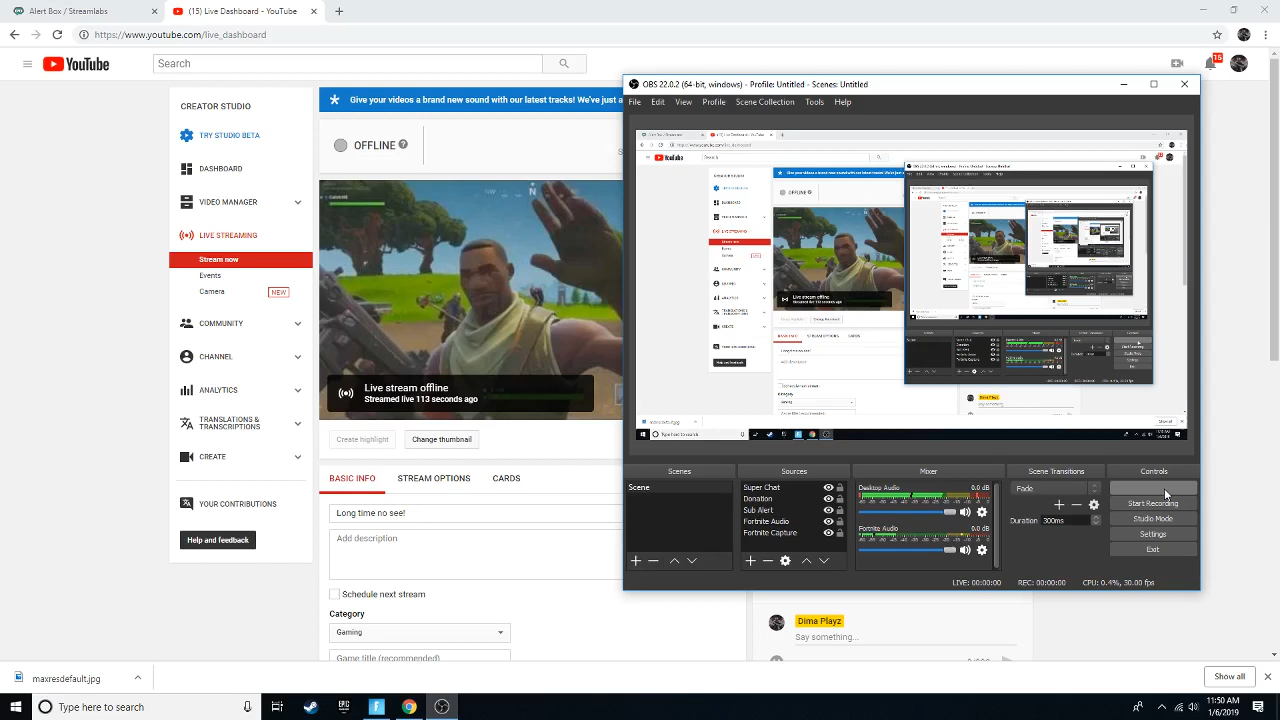 Alert Box / Streamlabs
(15) Live Dashboard - YouTube
https://www.youtube.com/live_dashboard
YouTube
Search
15
CREATOR STUDIO
TRY STUDIO BETA
DASHBOARD
VIDEO MANAGER
LIVE STREAMING
Stream now
Events
Camera
NEW
COMMUNITY
CHANNEL
ANALYTICS
TRANSLATIONS &
TRANSCRIPTIONS
CREATE
YOUR CONTRIBUTIONS
Help and feedback
Give your videos a brand new sound with our latest tracks! We've just a
OFFLINE
Live stream offline
Streamed live 113 seconds ago
Create highlight
Change thumbnail
BASIC INFO
STREAM OPTIONS
CARDS
Long time no see!
Add description
Schedule next stream
Category
Gaming
Game title (recommended)
Dima Playz
Say something...
OBS 22.0.2 (64-bit, windows) - Profile: Untitled - Scenes: Untitled
File Edit View Profile Scene Collection Tools Help
Scenes
Scene
Sources
Super Chat
Donation
Sub Alert
Fortnite Audio
Fortnite Capture
Mixer
Desktop Audio 0.0 dB
Fortnite Audio 0.0 dB
Scene Transitions
Fade
Duration 300ms
Controls
Start Recording
Studio Mode
Settings
Exit
LIVE: 00:00:00 REC: 00:00:00 CPU: 0.4%, 30.00 fps
maxresdefault.jpg
Show all
Type here to search
11:50 AM
1/6/2019